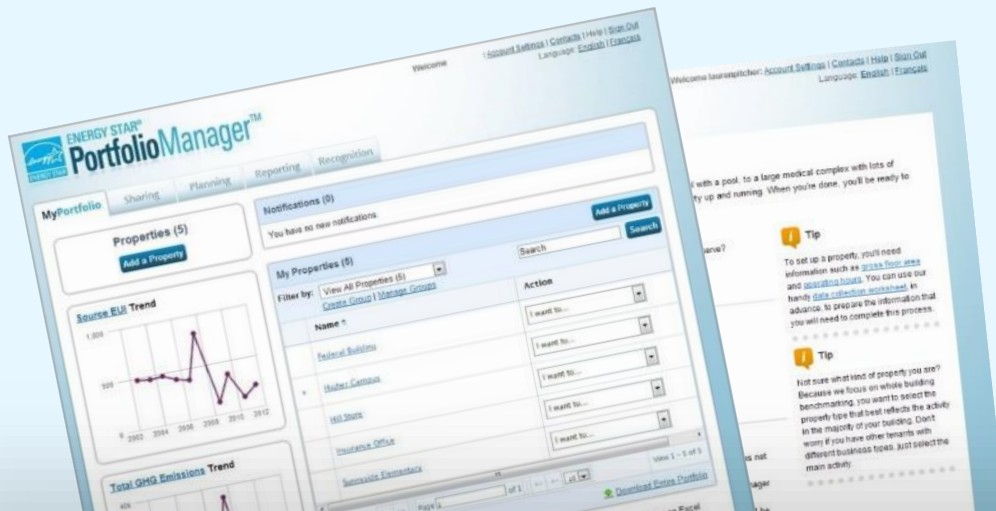 Welcome
: Account Settings | Contacts | Help | Sign Out
Language: English | Français
ENERGY STAR®
PortfolioManager™
ENERGY STAR
MyPortfolio
Sharing
Planning
Reporting
Recognition
Properties (5)
Add a Property
Source EUI Trend
1,000
500
0
2002 2004 2006 2008 2010 2012
Total GHG Emissions Trend
Notifications (0)
You have no new notifications.
My Properties (5)
Add a Property
Filter by: View All Properties (5)
Search
Search
Create Group | Manage Groups
Name
Action
Federal Building
I want to...
Higher Campus
I want to...
Hill Store
I want to...
Insurance Office
I want to...
Sunnyside Elementary
I want to...
Page
of 1
View 1 - 5 of 5
Download Entire Portfolio
Excel
Welcome laurenpitcher: Account Settings | Contacts | Help | Sign Out
Language: English | Français
with a pool, to a large medical complex with lots of
ty up and running. When you're done, you'll be ready to
Tip
To set up a property, you'll need
information such as gross floor area
and operating hours. You can use our
handy data collection worksheet, in
advance, to prepare the information that
you will need to complete this process.
Tip
Not sure what kind of property you are?
Because we focus on whole building
benchmarking, you want to select the
property type that best reflects the activity
in the majority of your building. Don't
worry if you have other tenants with
different business types, just select the
main activity.